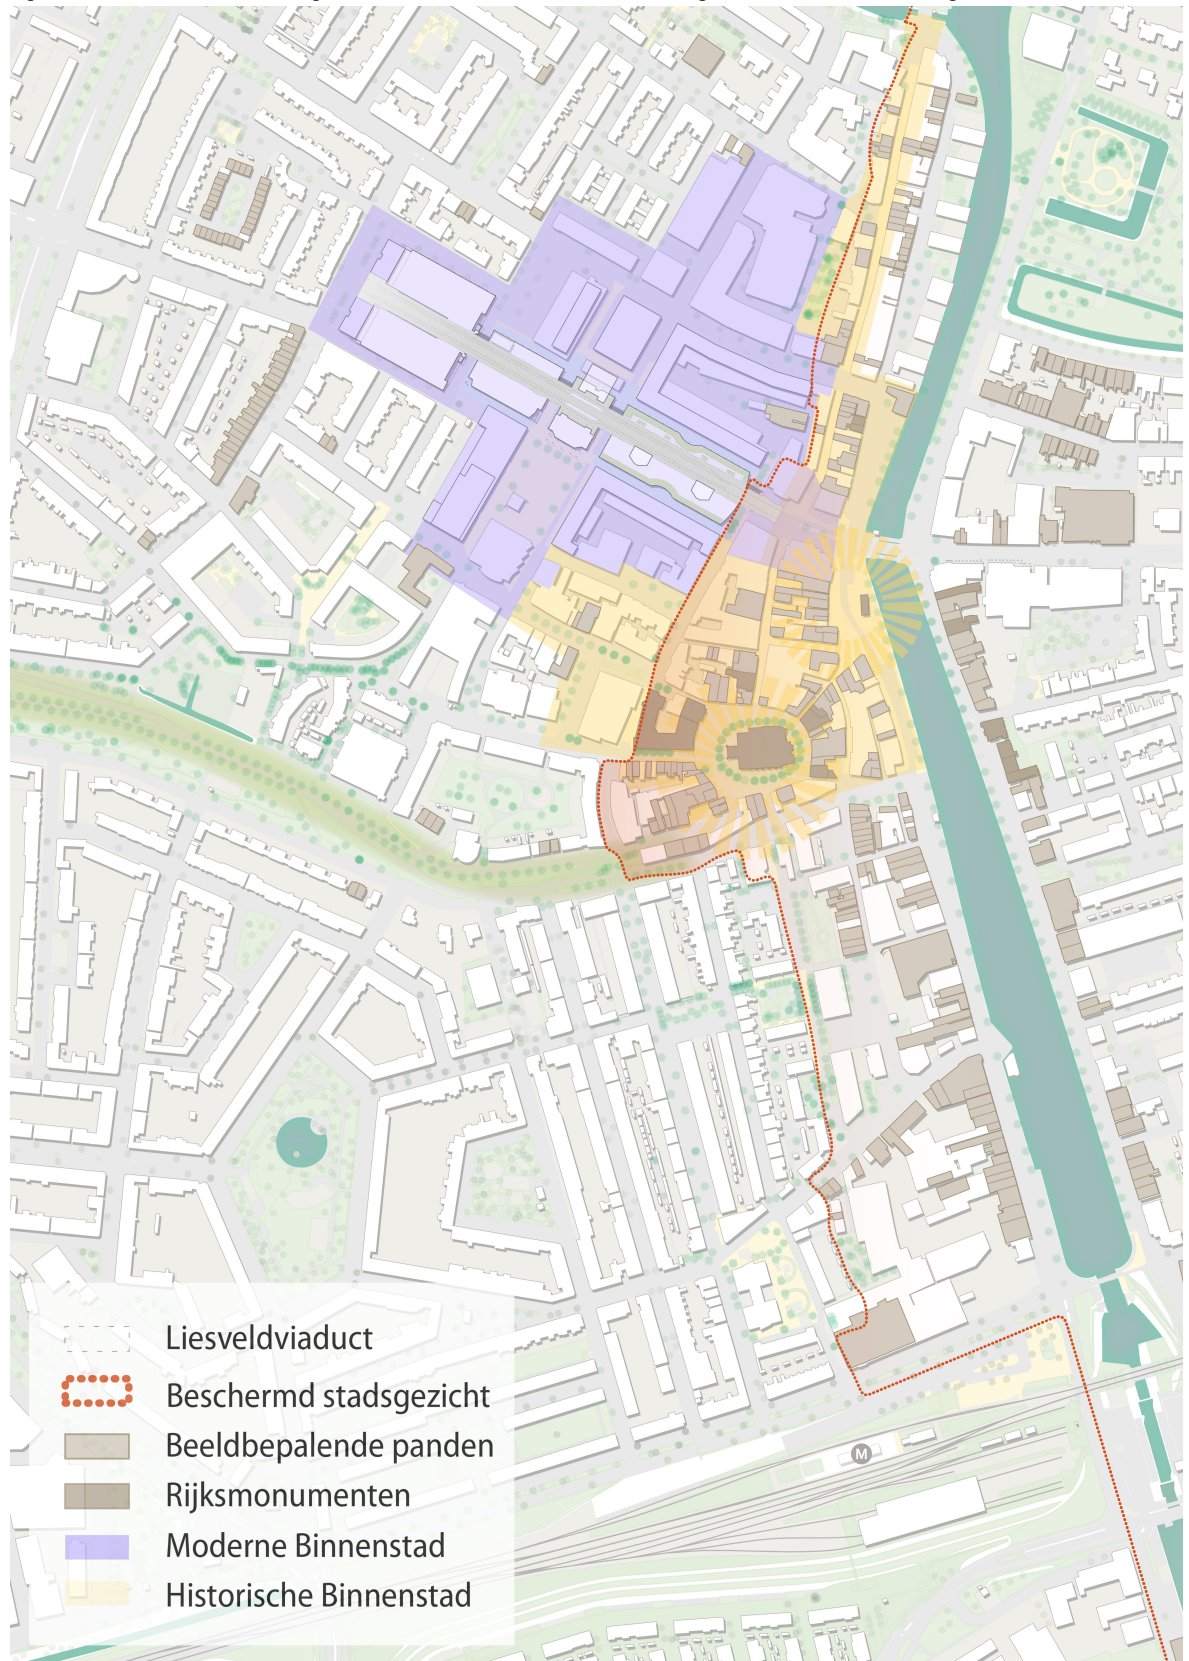 M
Liesveldviaduct
Beschermd stadsgezicht
Beeldbepalende panden
Rijksmonumenten
Moderne Binnenstad
Historische Binnenstad